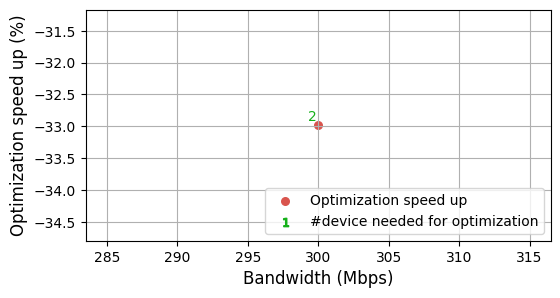 Optimization speed up (%)
−31.5
−32.0
−32.5
−33.0
−33.5
−34.0
−34.5
2
Optimization speed up
1 #device needed for optimization
285 290 295 300 305 310 315
Bandwidth (Mbps)